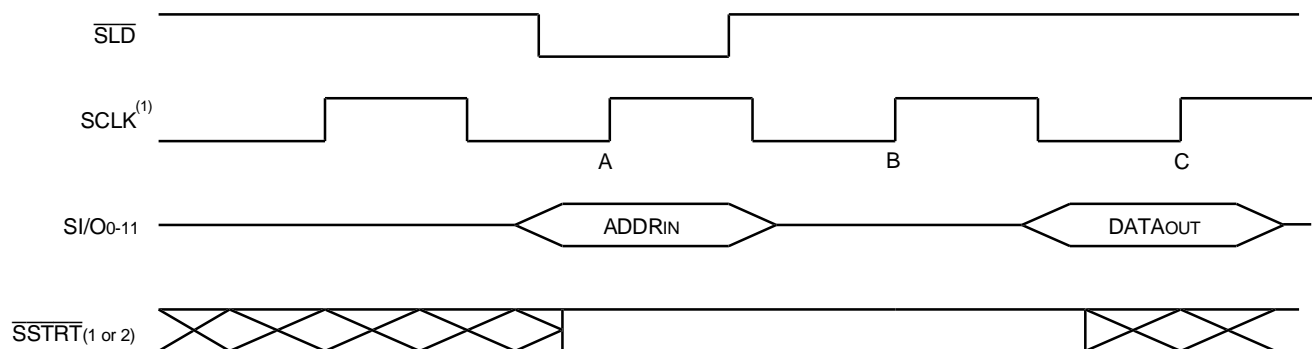 SLD
SCLK(1)
A B C
SI/O0-11 ADDRIN DATAOUT
SSTRT(1 or 2)